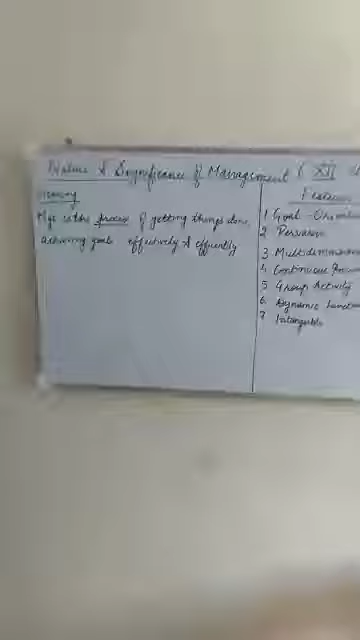 Nature & Significance of Management (XII
Meaning
Mgt is the process of getting things done,
achieving goals effectively & efficiently
Features
1 Goal-Oriented
2 Pervasive
3 Multidimensional
4 Continuous
5 Group Activity
6 Dynamic Function
7 Intangible